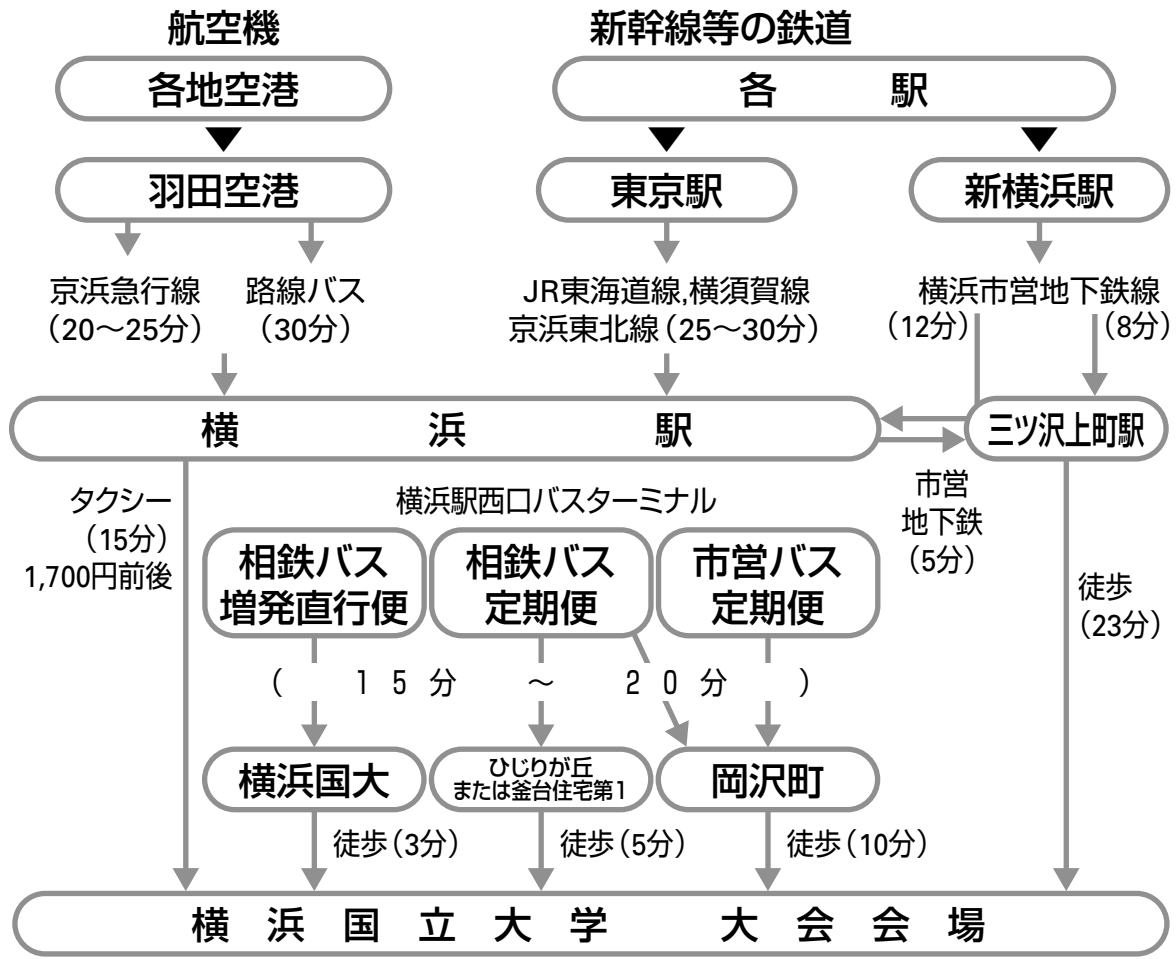 航空機
新幹線等の鉄道
各地空港
各駅
羽田空港
東京駅
新横浜駅
京浜急行線
（20～25分）
路線バス
（30分）
JR東海道線,横須賀線
京浜東北線（25～30分）
横浜市営地下鉄線
（12分）
（8分）
横浜駅
三ツ沢上町駅
タクシー
（15分）
1,700円前後
横浜駅西口バスターミナル
市営
地下鉄
（5分）
相鉄バス
増発直行便
相鉄バス
定期便
市営バス
定期便
徒歩
（23分）
（15分～20分）
横浜国大
ひじりが丘
または釜台住宅第1
岡沢町
徒歩（3分）
徒歩（5分）
徒歩（10分）
横浜国立大学 大会会場